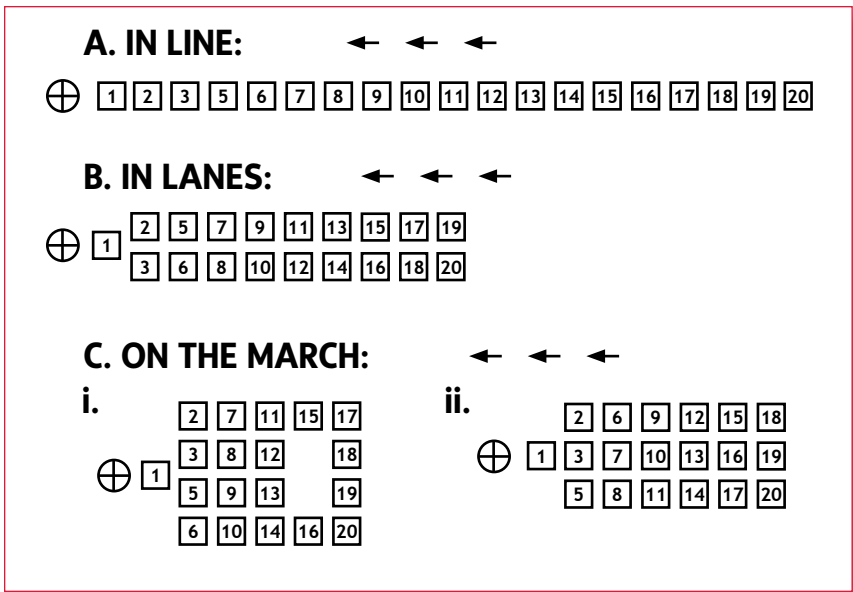 A. IN LINE:
1 2 3 5 6 7 8 9 10 11 12 13 14 15 16 17 18 19 20
B. IN LANES:
2 5 7 9 11 13 15 17 19
1
3 6 8 10 12 14 16 18 20
C. ON THE MARCH:
i.
2 7 11 15 17
3 8 12 18
1
5 9 13 19
6 10 14 16 20
ii.
2 6 9 12 15 18
1 3 7 10 13 16 19
5 8 11 14 17 20